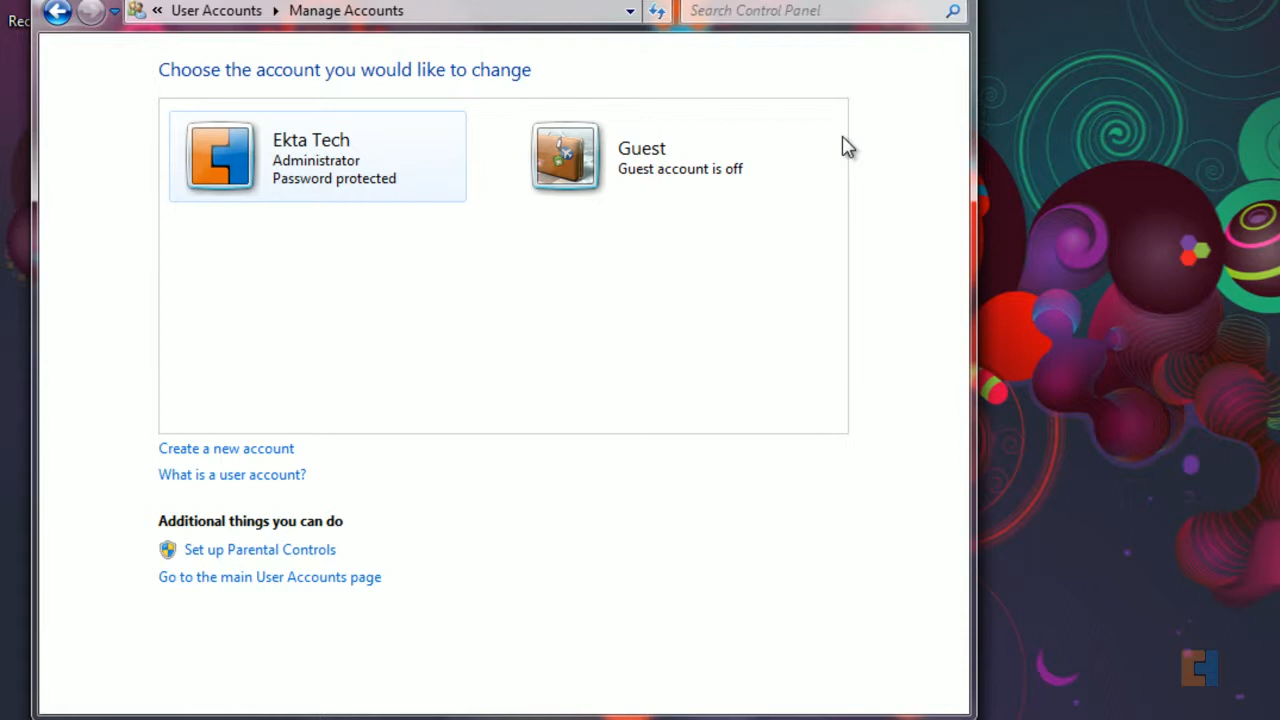 Rec
User Accounts
Manage Accounts
Search Control Panel
Choose the account you would like to change
Ekta Tech
Administrator
Password protected
Guest
Guest account is off
Create a new account
What is a user account?
Additional things you can do
Set up Parental Controls
Go to the main User Accounts page